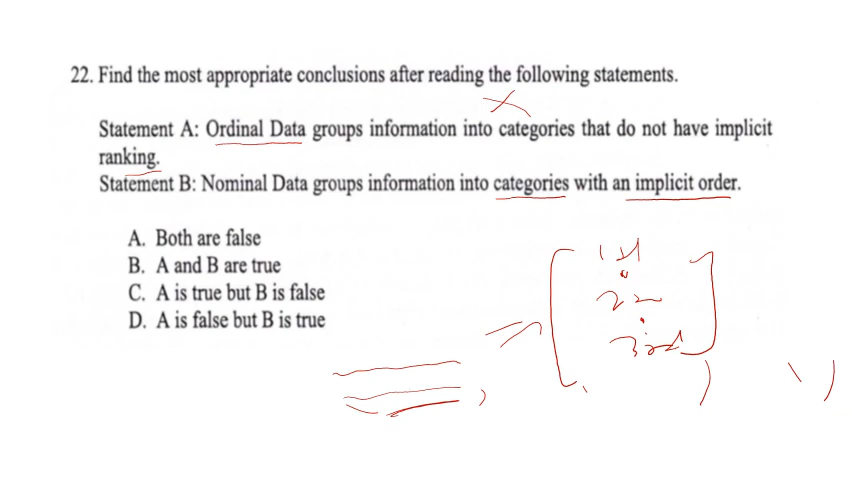 22. Find the most appropriate conclusions after reading the following statements.
Statement A: Ordinal Data groups information into categories that do not have implicit
ranking.
Statement B: Nominal Data groups information into categories with an implicit order.
A. Both are false
B. A and B are true
C. A is true but B is false
D. A is false but B is true
1st